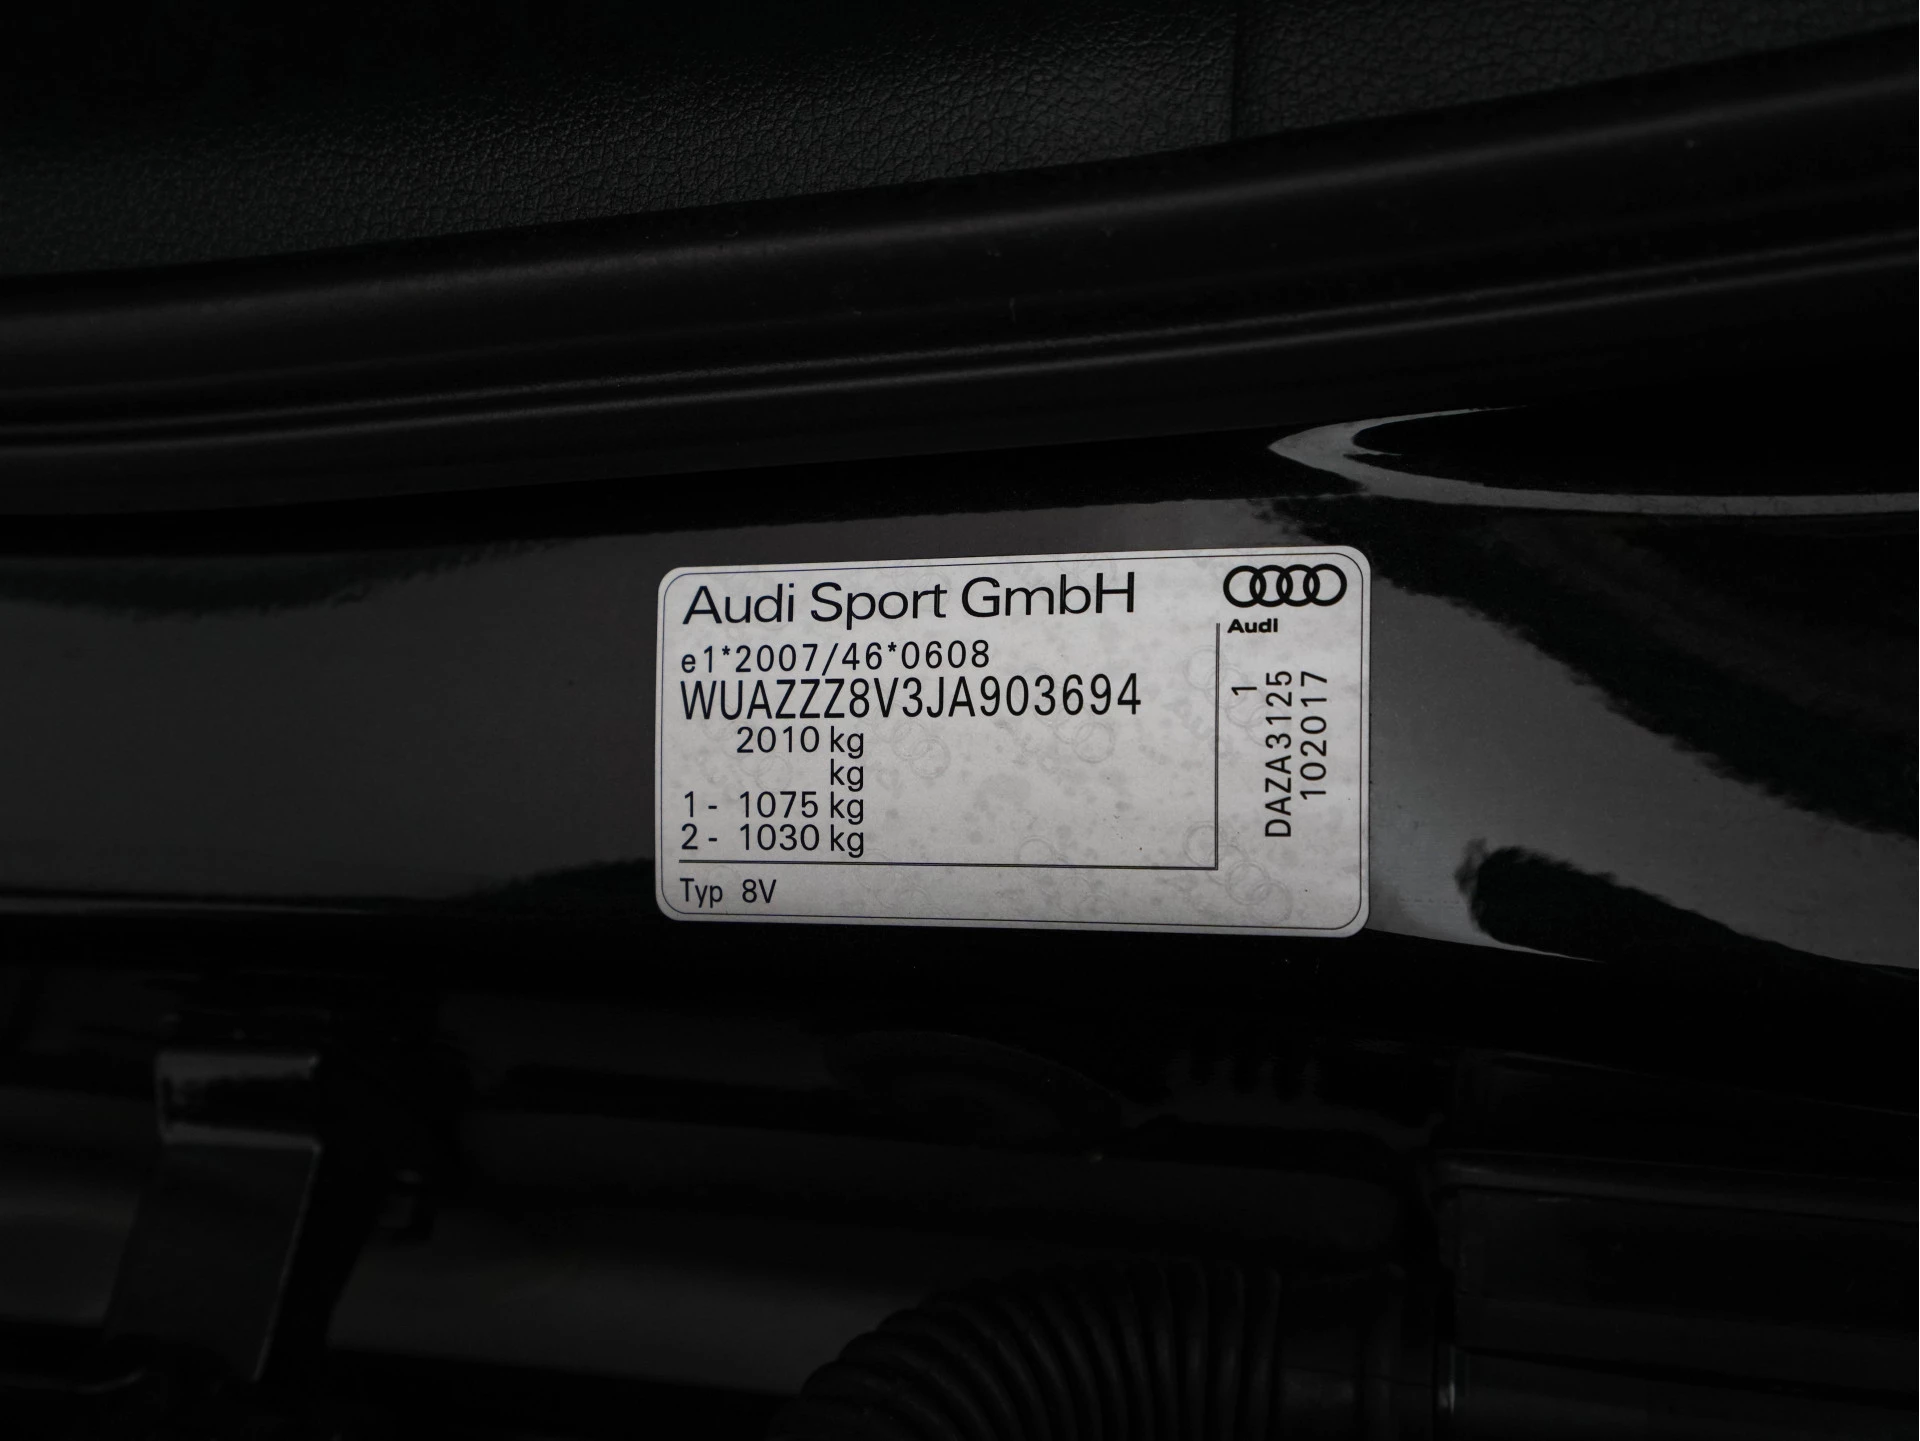 Audi Sport GmbH
Audi
e1*2007/46*0608
WUAZZZ8V3JA903694
2010 kg
kg
1 - 1075 kg
2 - 1030 kg
Typ 8V
1
DAZA3125
102017